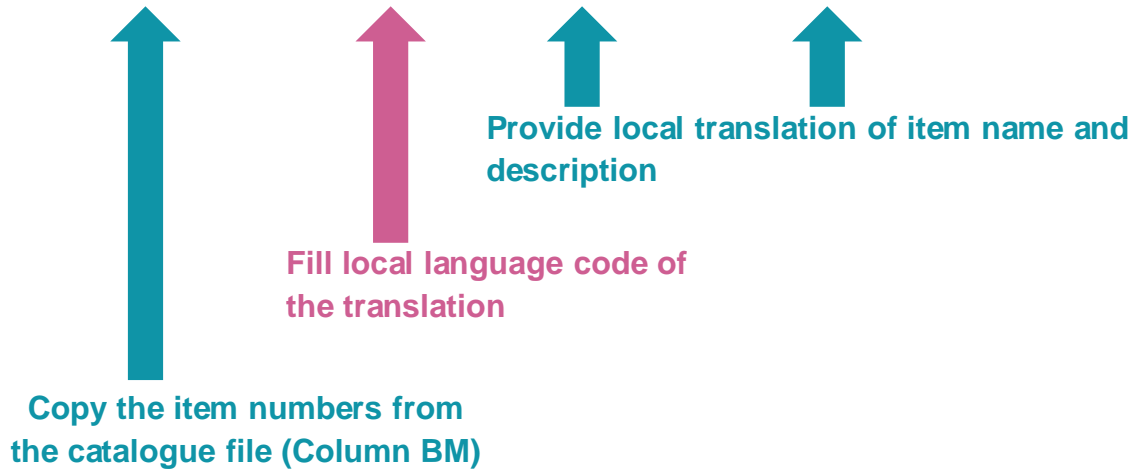 Provide local translation of item name and
description
Fill local language code of
the translation
Copy the item numbers from
the catalogue file (Column BM)